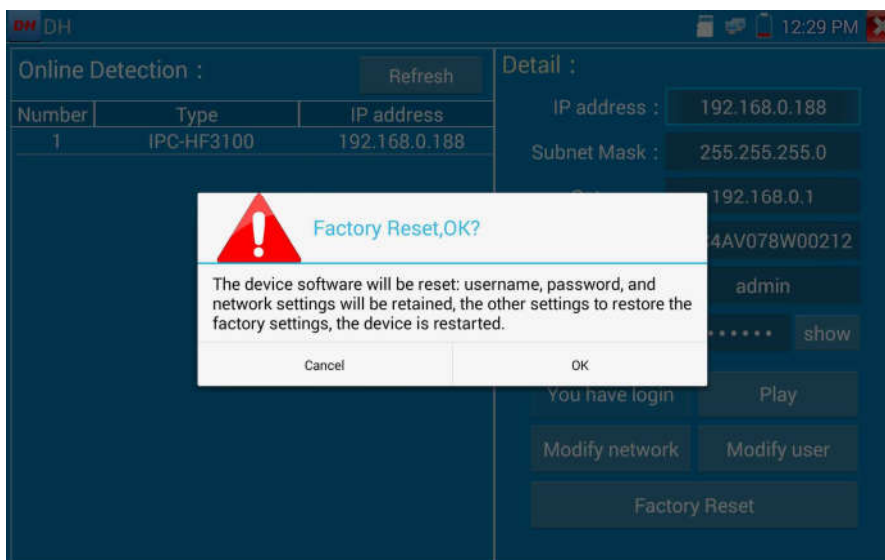 DH DH
12:29 PM
Online Detection :
Refresh
Number Type IP address
1 IPC-HF3100 192.168.0.188
Detail :
IP address : 192.168.0.188
Subnet Mask : 255.255.255.0
192.168.0.1
4AV078W00212
admin
show
You have login Play
Modify network Modify user
Factory Reset
Factory Reset,OK?
The device software will be reset: username, password, and
network settings will be retained, the other settings to restore the
factory settings, the device is restarted.
Cancel OK